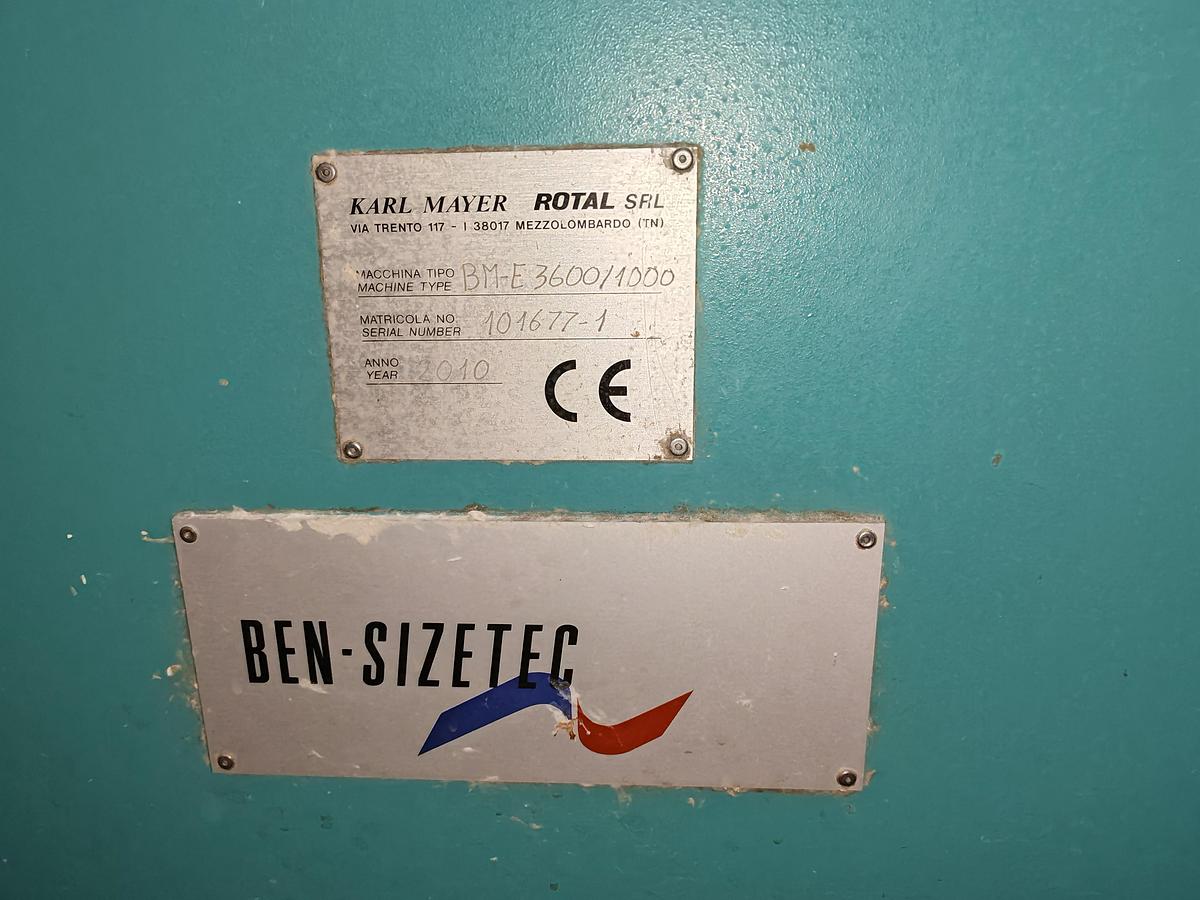 KARL MAYER ROTAL SRL
VIA TRENTO 117 - I 38017 MEZZOLOMBARDO (TN)
MACCHINA TIPO
MACHINE TYPE BM-E 3600/1000
MATRICOLA NO.
SERIAL NUMBER 101677-1
ANNO
YEAR 2010
CE
BEN-SIZETEC